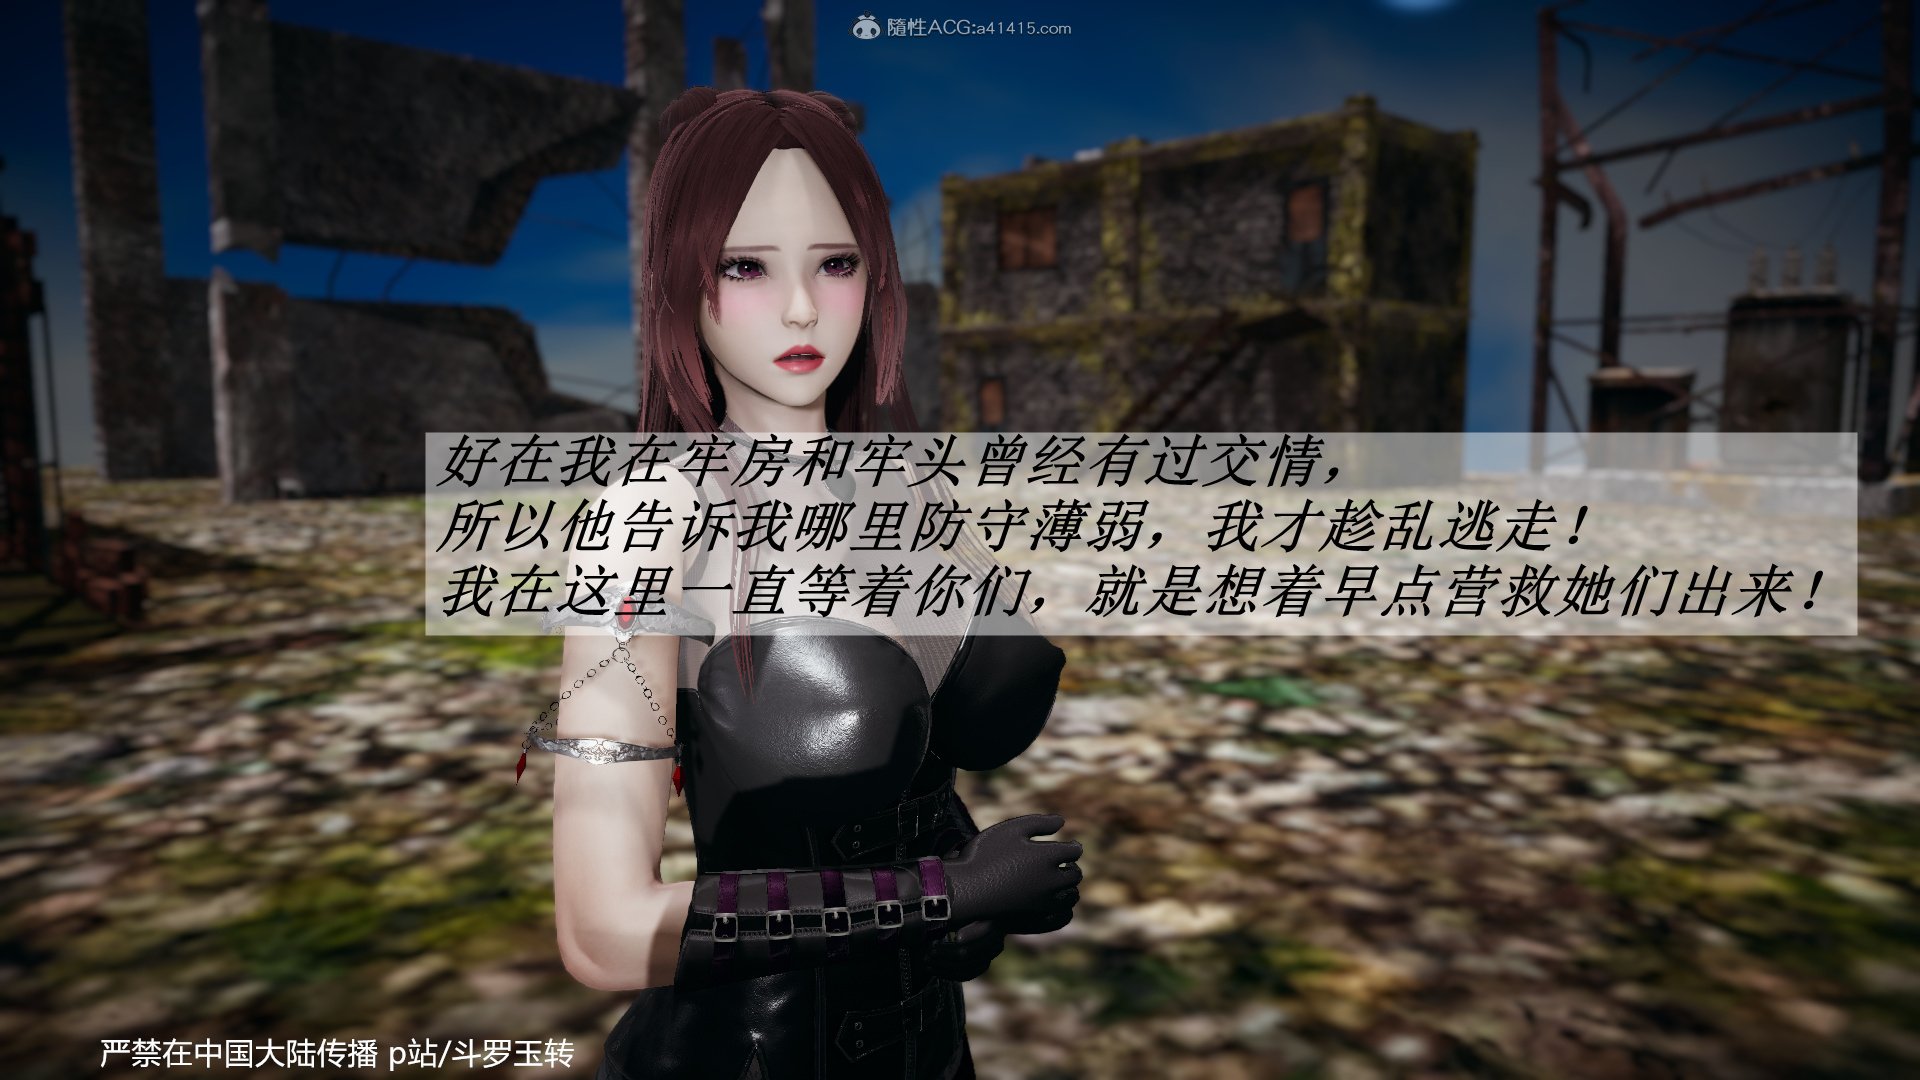 隨性ACG:a41415.com
好在我在牢房和牢头曾经有过交情，
所以他告诉我哪里防守薄弱，我才趁乱逃走！
我在这里一直等着你们，就是想着早点营救她们出来！
严禁在中国大陆传播 p站/斗罗玉转